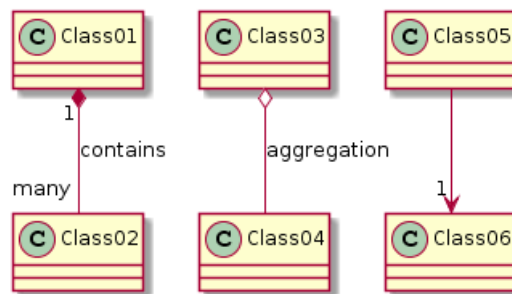 C Class01
C Class03
C Class05
1
contains
aggregation
many
1
C Class02
C Class04
C Class06